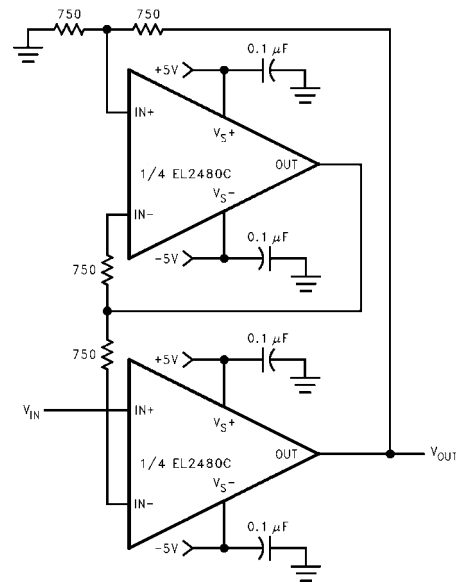 750
750
0.1 μF
+5V
IN+
V_S+
1/4 EL2480C
OUT
V_S−
IN−
0.1 μF
750
−5V
750
0.1 μF
+5V
V_IN
IN+
V_S+
1/4 EL2480C
OUT
V_OUT
V_S−
IN−
0.1 μF
−5V